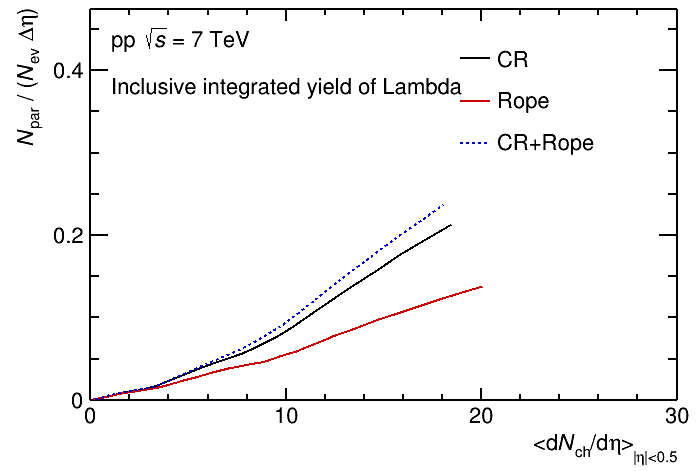 pp √s = 7 TeV
Inclusive integrated yield of Lambda
CR
Rope
CR+Rope
N_par / (N_ev Δη)
0.4
0.2
0
0 10 20 30
<dN_ch/dη>_|η|<0.5